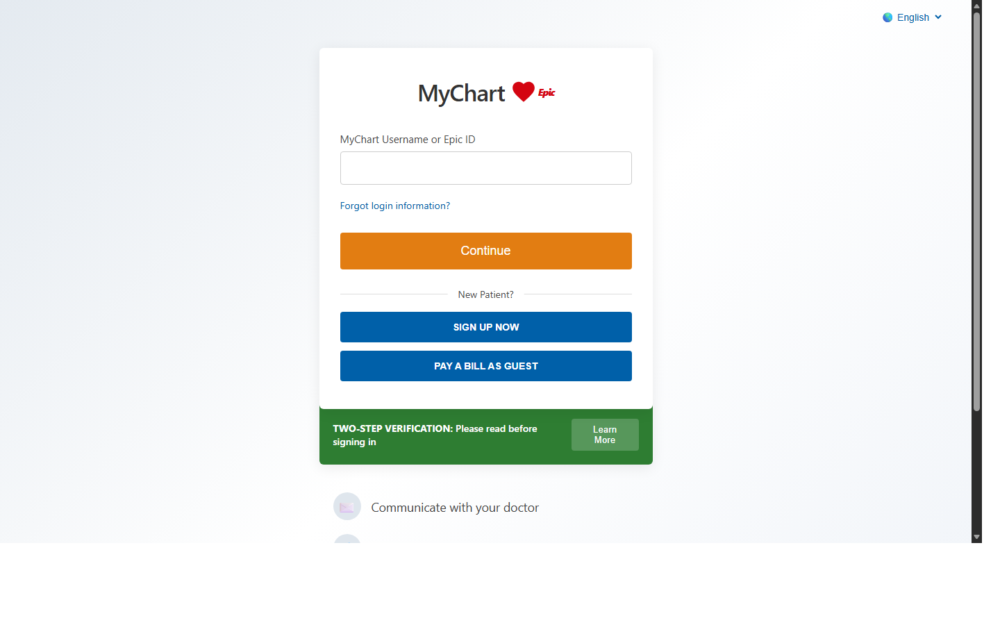 English
MyChart Epic
MyChart Username or Epic ID
Forgot login information?
Continue
New Patient?
SIGN UP NOW
PAY A BILL AS GUEST
TWO-STEP VERIFICATION: Please read before
signing in
Learn
More
Communicate with your doctor